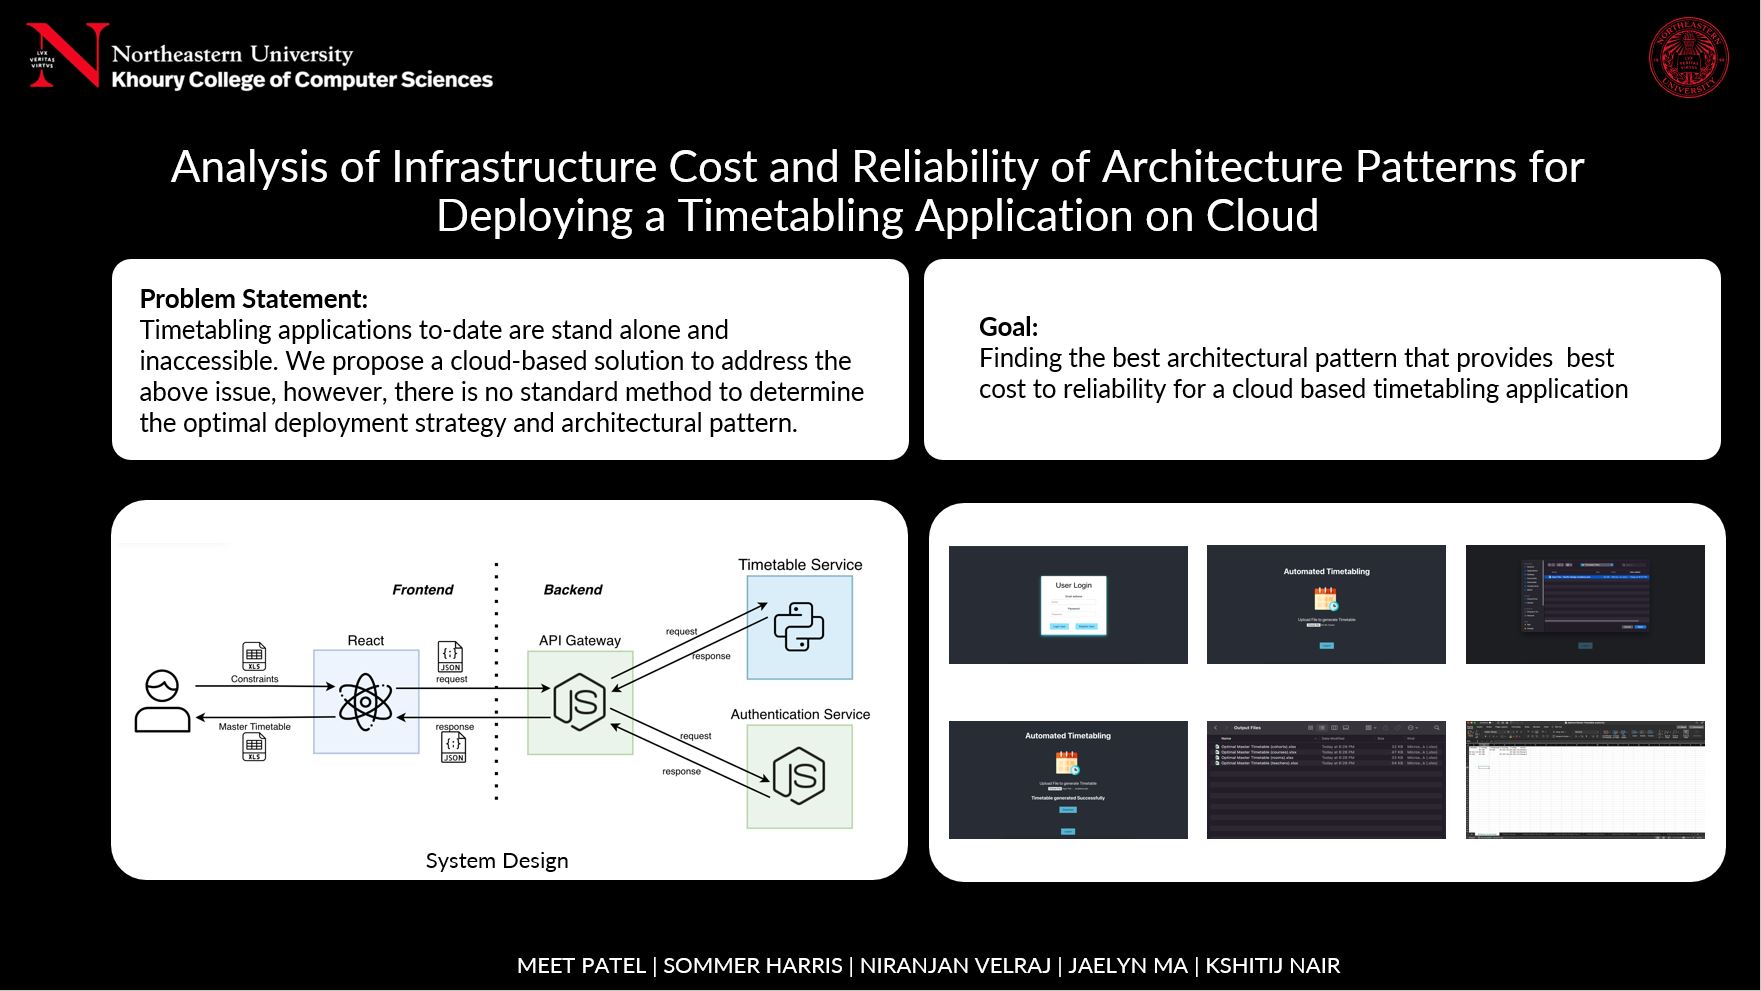 LVX
VERITAS
VIRTVS
Northeastern University
Khoury College of Computer Sciences
NORTHEASTERN
UNIVERSITY
Analysis of Infrastructure Cost and Reliability of Architecture Patterns for
Deploying a Timetabling Application on Cloud
Problem Statement:
Timetabling applications to-date are stand alone and
inaccessible. We propose a cloud-based solution to address the
above issue, however, there is no standard method to determine
the optimal deployment strategy and architectural pattern.
Goal:
Finding the best architectural pattern that provides  best
cost to reliability for a cloud based timetabling application
Frontend
Backend
Timetable Service
React
API Gateway
XLS
Constraints
JSON
request
request
response
Master Timetable
XLS
response
JSON
Authentication Service
request
response
System Design
User Login
Email address
Password
Automated Timetabling
Upload File to generate Timetable
Automated Timetabling
Upload File to generate Timetable
Timetable generated Successfully
Output Files
Name
Date Modified
Size
Kind
Optimal Master Timetable (cohorts).xlsx
Optimal Master Timetable (courses).xlsx
Optimal Master Timetable (rooms).xlsx
Optimal Master Timetable (teachers).xlsx
MEET PATEL | SOMMER HARRIS | NIRANJAN VELRAJ | JAELYN MA | KSHITIJ NAIR